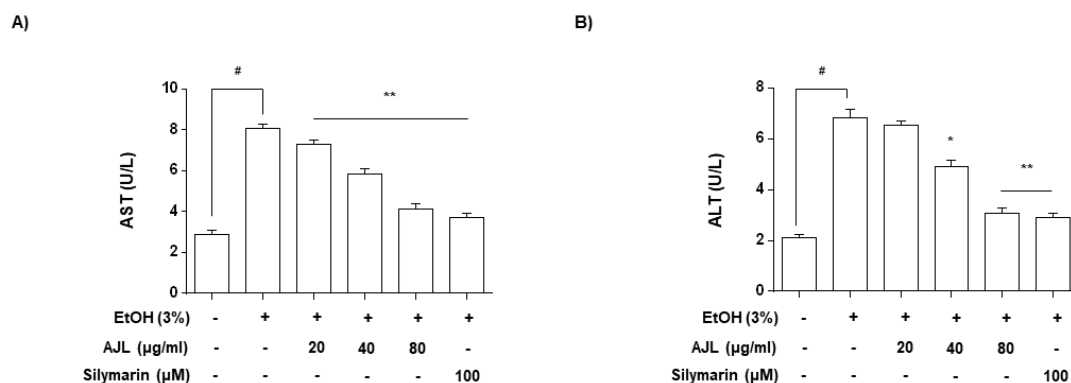 A)
B)
#
**
10
8
6
4
2
0
AST (U/L)
EtOH (3%) - + + + + +
AJL (μg/ml) - - 20 40 80 -
Silymarin (μM) - - - - - 100
#
*
**
8
6
4
2
0
ALT (U/L)
EtOH (3%) - + + + + +
AJL (μg/ml) - - 20 40 80 -
Silymarin (μM) - - - - - 100